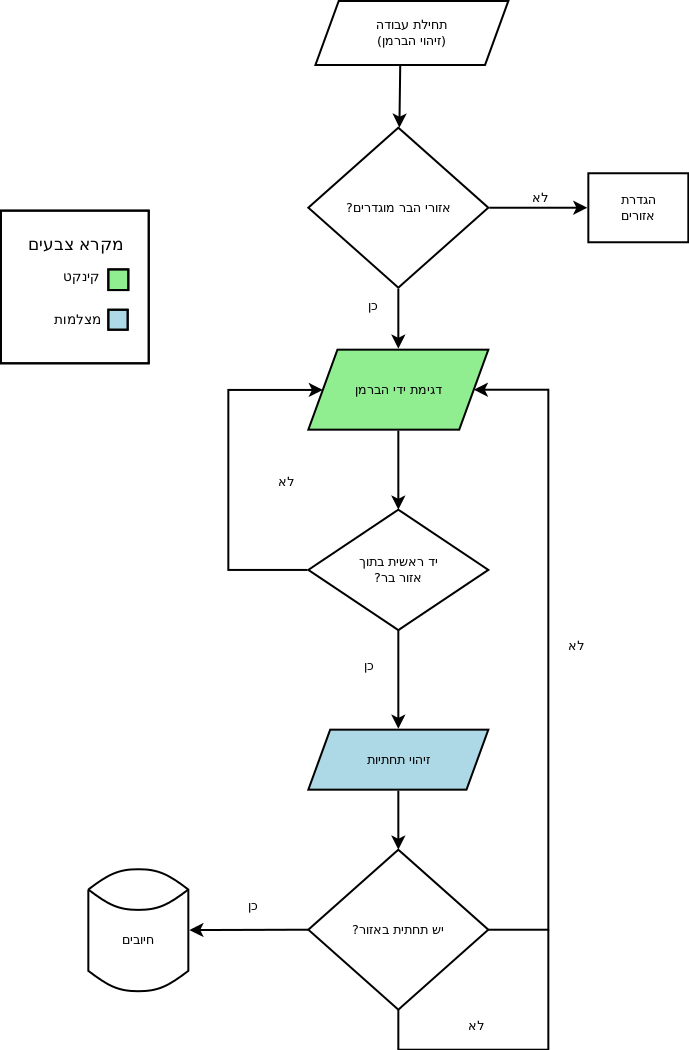 תחילת עבודה
(זיהוי הברמן)
אזורי הבר מוגדרים?
לא
הגדרת
אזורים
מקרא צבעים
קינקט
מצלמות
כן
דגימת ידי הברמן
לא
יד ראשית בתוך
אזור בר?
לא
כן
זיהוי תחתיות
כן
יש תחתית באזור?
חיובים
לא